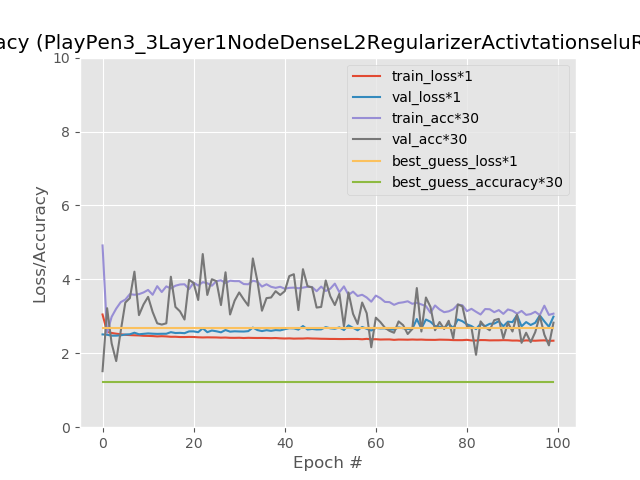 acy (PlayPen3_3Layer1NodeDenseL2RegularizerActivtationseluR
10
8
6
4
2
0
Loss/Accuracy
train_loss*1
val_loss*1
train_acc*30
val_acc*30
best_guess_loss*1
best_guess_accuracy*30
0 20 40 60 80 100
Epoch #